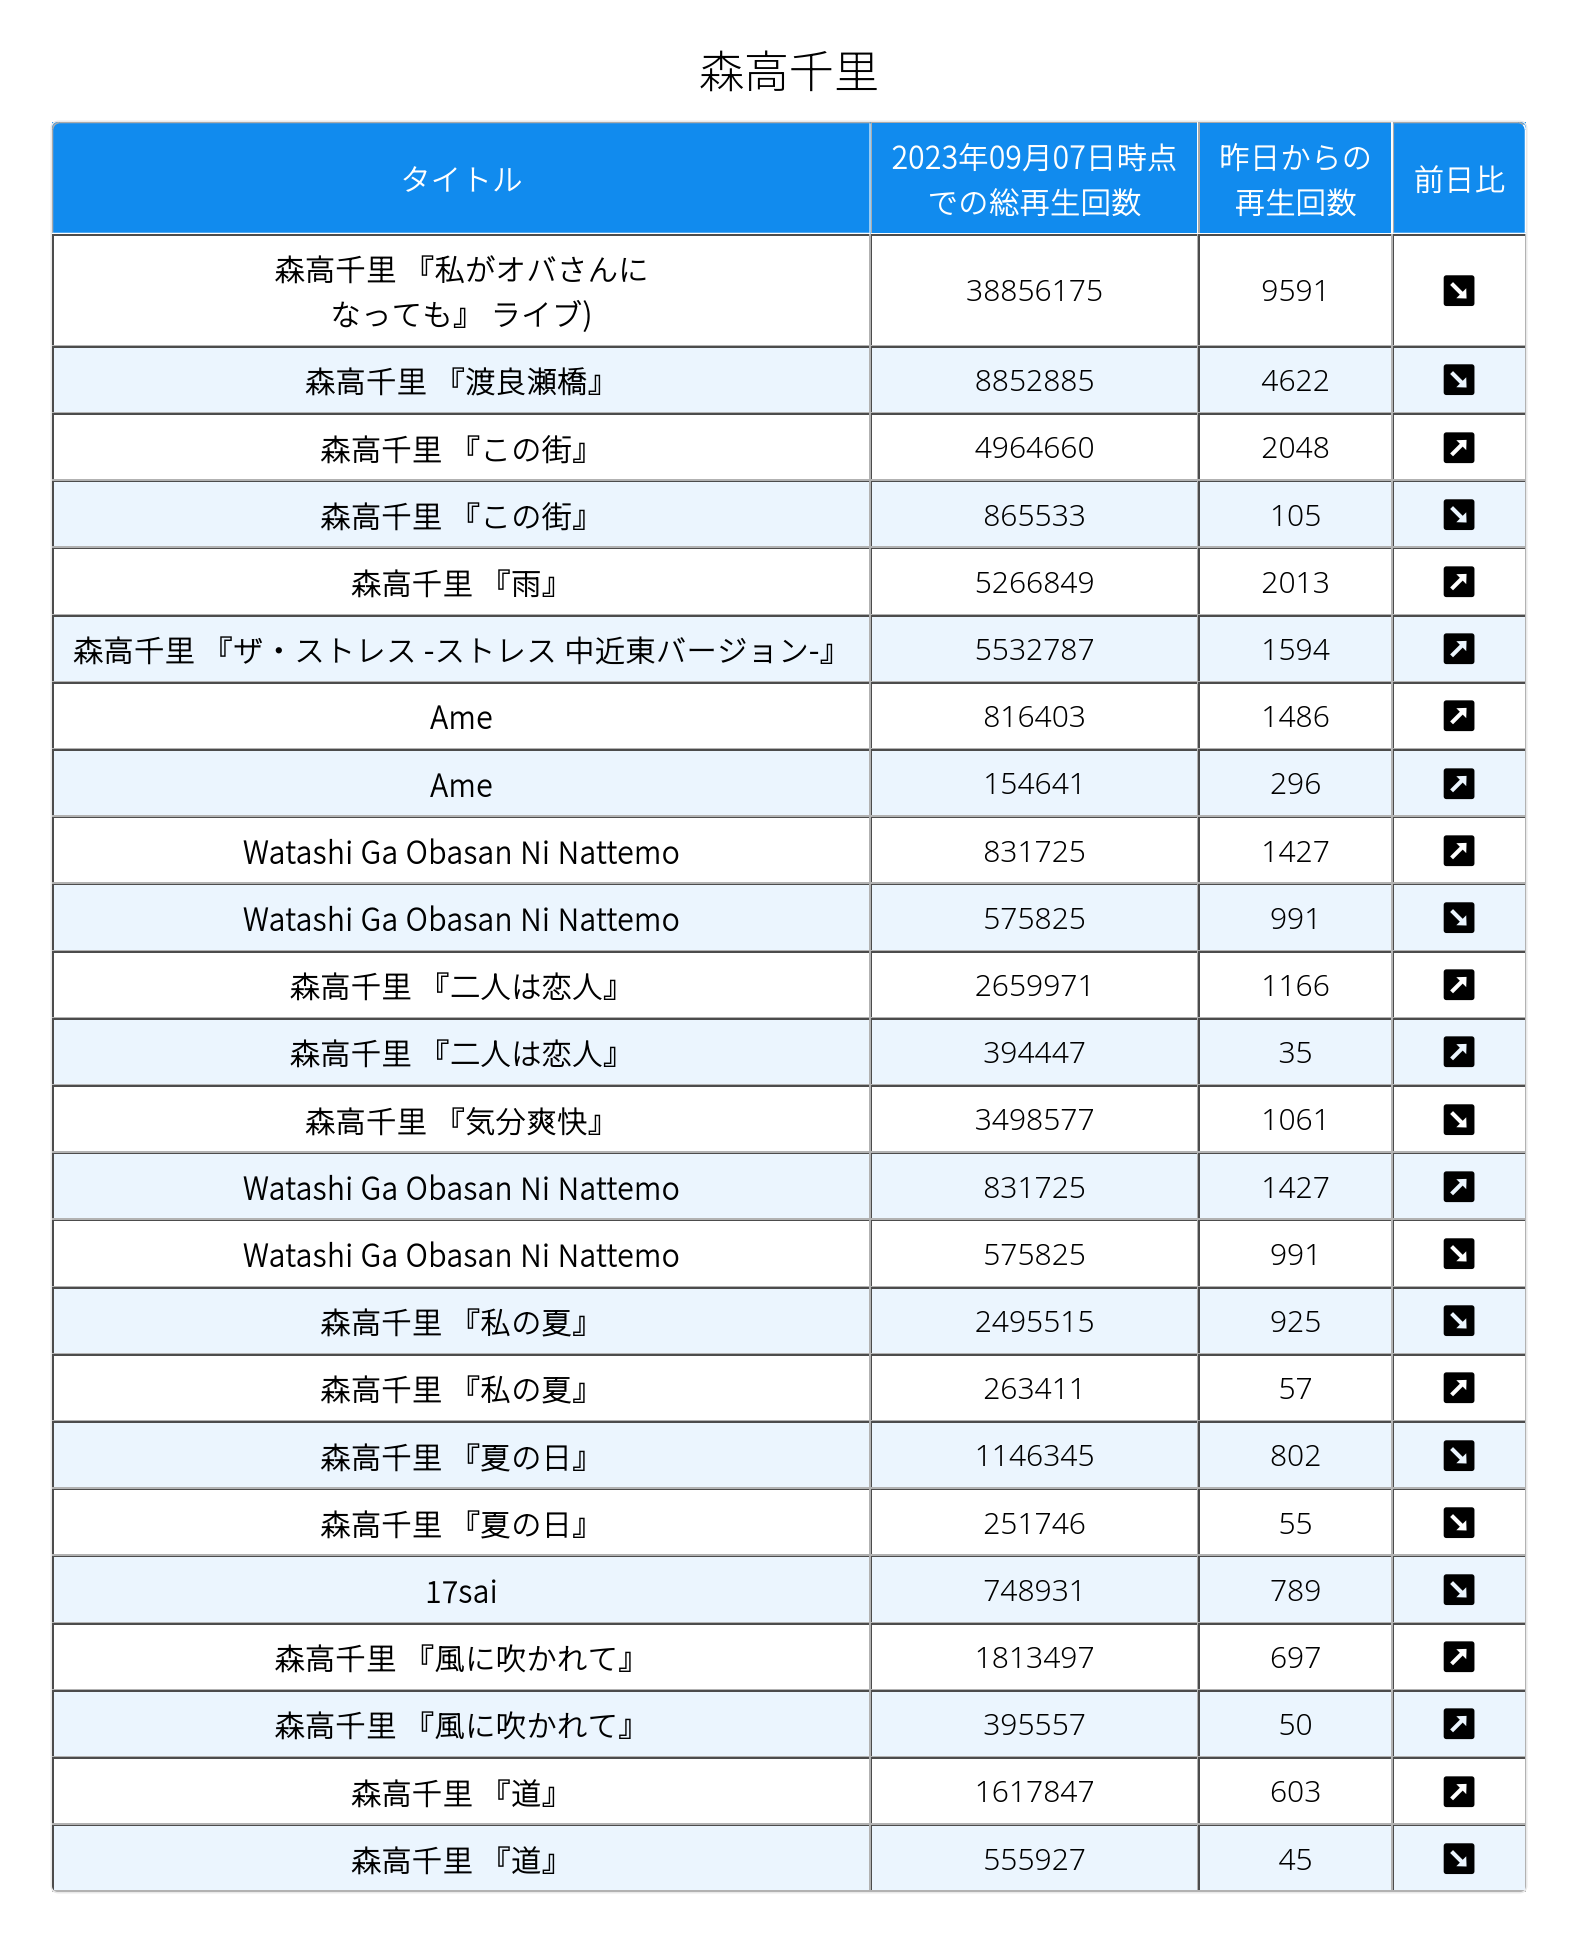 森高千里
タイトル 2023年09月07日時点 昨日からの 前日比
での総再生回数 再生回数
森高千里 『私がオバさんに 38856175 9591
なっても』 ライブ)
森高千里 『渡良瀬橋』 8852885 4622
森高千里 『この街』 4964660 2048
森高千里 『この街』 865533 105
森高千里 『雨』 5266849 2013
森高千里 『ザ・ストレス -ストレス 中近東バージョン-』 5532787 1594
Ame 816403 1486
Ame 154641 296
Watashi Ga Obasan Ni Nattemo 831725 1427
Watashi Ga Obasan Ni Nattemo 575825 991
森高千里 『二人は恋人』 2659971 1166
森高千里 『二人は恋人』 394447 35
森高千里 『気分爽快』 3498577 1061
Watashi Ga Obasan Ni Nattemo 831725 1427
Watashi Ga Obasan Ni Nattemo 575825 991
森高千里 『私の夏』 2495515 925
森高千里 『私の夏』 263411 57
森高千里 『夏の日』 1146345 802
森高千里 『夏の日』 251746 55
17sai 748931 789
森高千里 『風に吹かれて』 1813497 697
森高千里 『風に吹かれて』 395557 50
森高千里 『道』 1617847 603
森高千里 『道』 555927 45